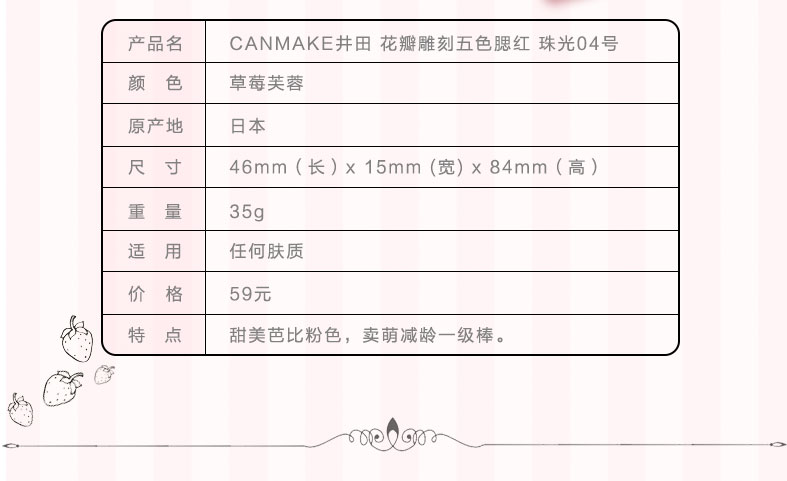 产品名 CANMAKE井田 花瓣雕刻五色腮红 珠光04号
颜 色 草莓芙蓉
原产地 日本
尺 寸 46mm（长）x 15mm (宽) x 84mm（高）
重 量 35g
适 用 任何肤质
价 格 59元
特 点 甜美芭比粉色，卖萌减龄一级棒。